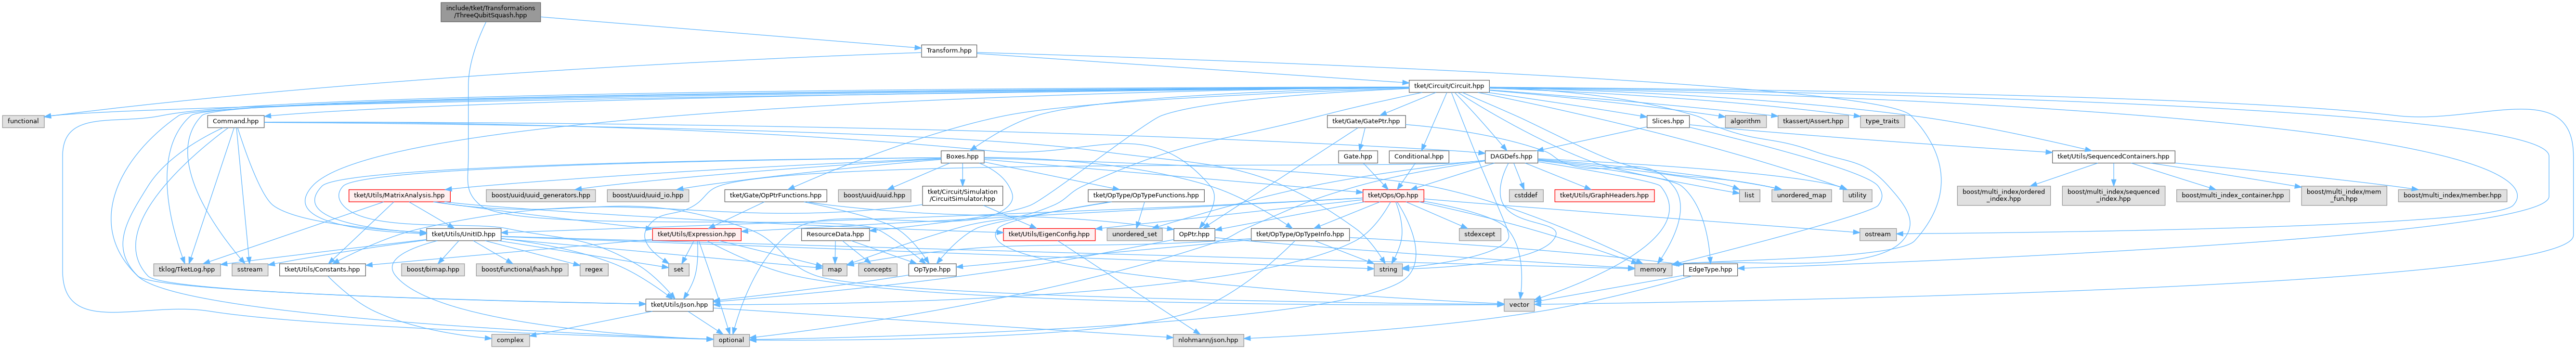 include/tket/Transformations
/ThreeQubitSquash.hpp
Transform.hpp
tket/Circuit/Circuit.hpp
functional
Command.hpp
tket/Gate/GatePtr.hpp
Slices.hpp
algorithm
tkassert/Assert.hpp
type_traits
Boxes.hpp
Gate.hpp
Conditional.hpp
DAGDefs.hpp
tket/Utils/SequencedContainers.hpp
tket/Utils/MatrixAnalysis.hpp
boost/uuid/uuid_generators.hpp
boost/uuid/uuid_io.hpp
tket/Gate/OpPtrFunctions.hpp
boost/uuid/uuid.hpp
tket/Circuit/Simulation
/CircuitSimulator.hpp
tket/OpType/OpTypeFunctions.hpp
tket/Ops/Op.hpp
cstddef
tket/Utils/GraphHeaders.hpp
list
unordered_map
utility
boost/multi_index/ordered
_index.hpp
boost/multi_index/sequenced
_index.hpp
boost/multi_index_container.hpp
boost/multi_index/mem
_fun.hpp
boost/multi_index/member.hpp
tket/Utils/UnitID.hpp
tket/Utils/Expression.hpp
ResourceData.hpp
tket/Utils/EigenConfig.hpp
unordered_set
OpPtr.hpp
tket/OpType/OpTypeInfo.hpp
stdexcept
ostream
tklog/TketLog.hpp
sstream
tket/Utils/Constants.hpp
boost/bimap.hpp
boost/functional/hash.hpp
regex
set
map
concepts
OpType.hpp
string
memory
EdgeType.hpp
tket/Utils/Json.hpp
vector
complex
optional
nlohmann/json.hpp